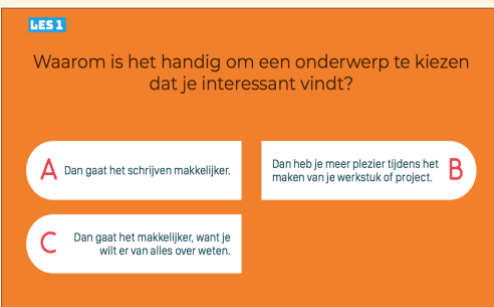 LES 1
Waarom is het handig om een onderwerp te kiezen
dat je interessant vindt?
A Dan gaat het schrijven makkelijker.
Dan heb je meer plezier tijdens het
maken van je werkstuk of project. B
C Dan gaat het makkelijker, want je
wilt er van alles over weten.